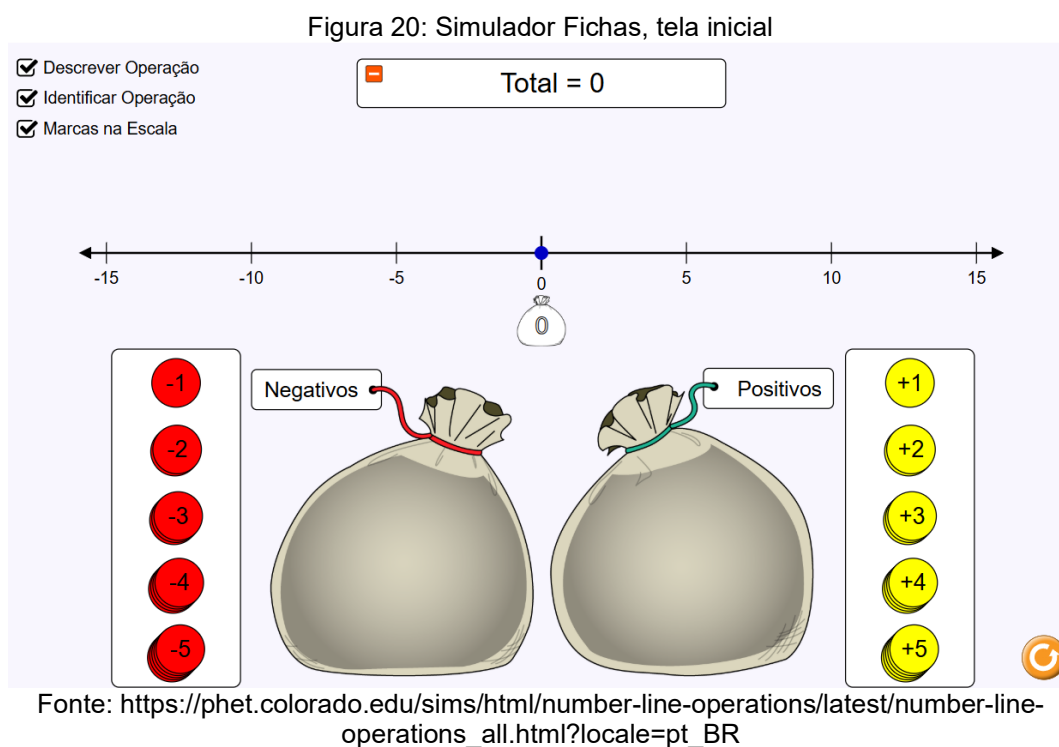 Figura 20: Simulador Fichas, tela inicial
Descrever Operação
Identificar Operação
Marcas na Escala
Total = 0
-15 -10 -5 0 5 10 15
0
Negativos
Positivos
-1
-2
-3
-4
-5
+1
+2
+3
+4
+5
Fonte: https://phet.colorado.edu/sims/html/number-line-operations/latest/number-line-
operations_all.html?locale=pt_BR